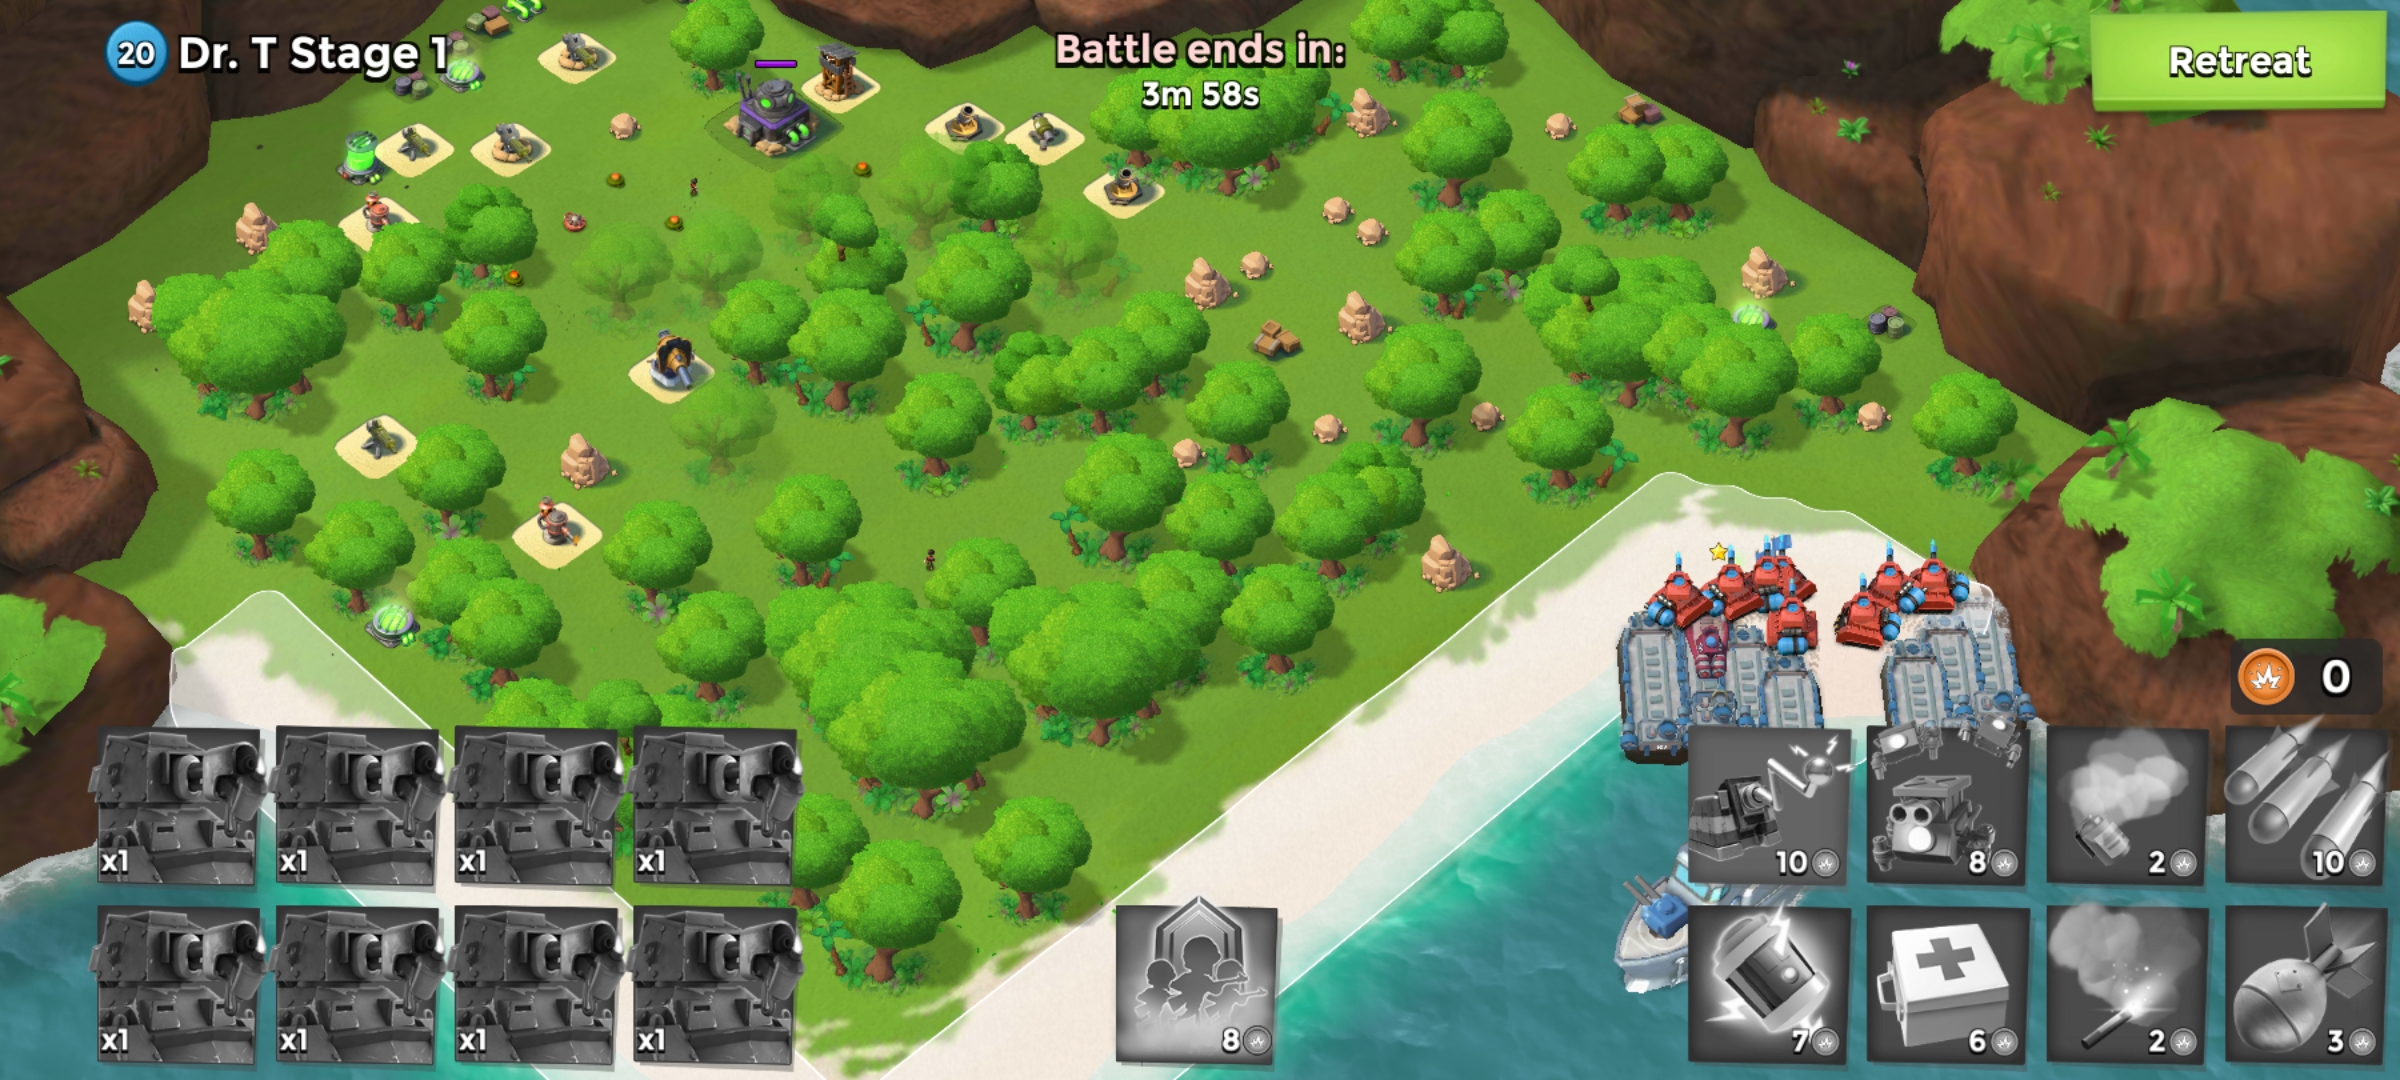 20 Dr. T Stage 1
Battle ends in:
3m 58s
Retreat
0
x1 x1 x1 x1
10 8 2 10
x1 x1 x1 x1
8
7 6 2 3